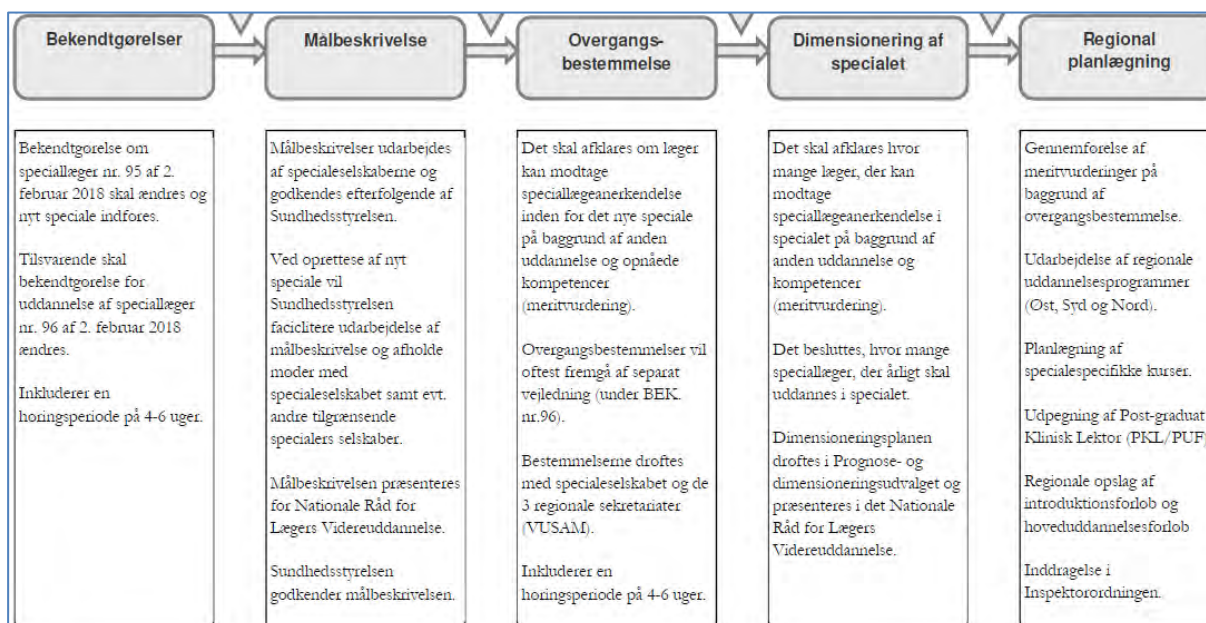 Bekendtgørelser
Målbeskrivelse
Overgangs-
bestemmelse
Dimensionering af
specialet
Regional
planlægning
Bekendtgørelse om
speciallæger nr. 95 af 2.
februar 2018 skal ændres og
nyt speciale indføres.
Tilsvarende skal
bekendtgørelse for
uddannelse af speciallæger
nr. 96 af 2. februar 2018
ændres.
Inkluderer en
høringsperiode på 4-6 uger.
Målbeskrivelser udarbejdes
af specialeselskaberne og
godkendes efterfølgende af
Sundhedsstyrelsen.
Ved oprettese af nyt
speciale vil
Sundhedsstyrelsen
faciclitere udarbejdelse af
målbeskrivelse og afholde
møder med
specialeselskabet samt evt.
andre tilgrænsende
specialers selskaber.
Målbeskrivelsen præsenteres
for Nationale Råd for
Lægers Videreuddannelse.
Sundhedsstyrelsen
godkender målbeskrivelsen.
Det skal afklares om læger
kan modtage
speciallægeanerkendelse
inden for det nye speciale
på baggrund af anden
uddannelse og opnåede
kompetencer
(meritvurdering).
Overgangsbestemmelser vil
oftest fremgå af separat
vejledning (under BEK.
nr.96).
Bestemmelserne drøftes
med specialeselskabet og de
3 regionale sekretariater
(VUSAM).
Inkluderer en
høringsperiode på 4-6 uger.
Det skal afklares hvor
mange læger, der kan
modtage
speciallægeanerkendelse i
specialet på baggrund af
anden uddannelse og
kompetencer
(meritvurdering).
Det besluttes, hvor mange
speciallæger, der årligt skal
uddannes i specialet.
Dimensioneringsplanen
drøftes i Prognose- og
dimensioneringsudvalget og
præsenteres i det Nationale
Råd for Lægers
Videreuddannelse.
Gennemførelse af
meritvurderinger på
baggrund af
overgangsbestemmelse.
Udarbejdelse af regionale
uddannelsesprogrammer
(Øst, Syd og Nord).
Planlægning af
specialespecifikke kurser.
Udpegning af Post-graduat
Klinisk Lektor (PKL/PUF)
Regionale opslag af
introduktionsforløb og
hoveduddannelsesforløb
Inddragelse i
Inspektorordningen.